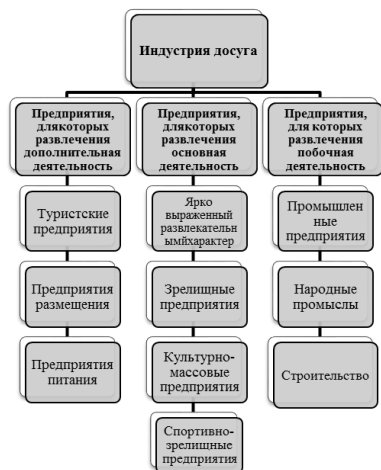 Индустрия досуга
Предприятия,
длякоторых
развлечения
дополнительная
деятельность
Туристские
предприятия
Предприятия
размещения
Предприятия
питания
Предприятия,
длякоторых
развлечения
основная
деятельность
Ярко
выраженный
развлекательн
ымйхарактер
Зрелищные
предприятия
Культурно-
массовые
предприятия
Спортивно-
зрелищные
предприятия
Предприятия,
для которых
развлечения
побочная
деятельность
Промышлен
ные
предприятия
Народные
промыслы
Строительство